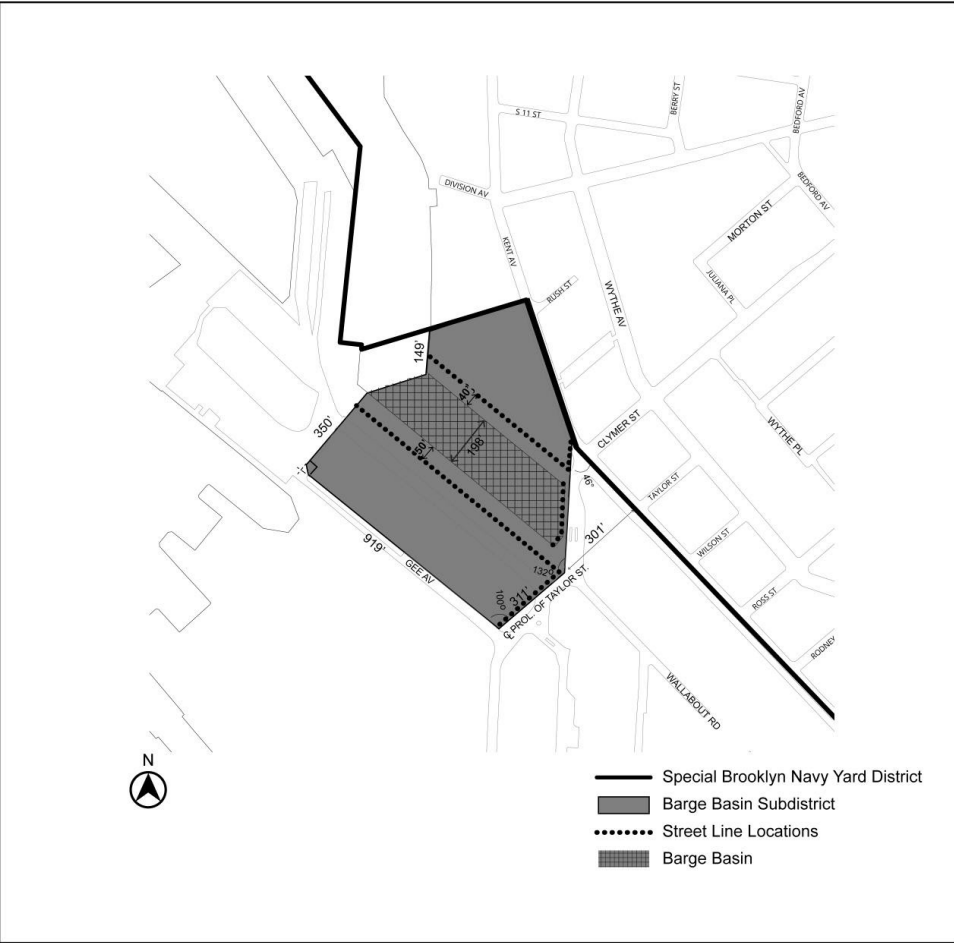 S 11 ST
BERRY ST
BEDFORD AV
DIVISION AV
BEDFORD AV
MORTON ST
KENT AV
JULIANA PL
RUSH ST
WYTHE AV
149'
40'
350'
CLYMER ST
WYTHE PL
50'
198'
46°
TAYLOR ST
301'
WILSON ST
919'
GEE AV
132°
ROSS ST
100°
311'
℄ PROL. OF TAYLOR ST.
RODNEY
WALLABOUT RD
N
Special Brooklyn Navy Yard District
Barge Basin Subdistrict
Street Line Locations
Barge Basin